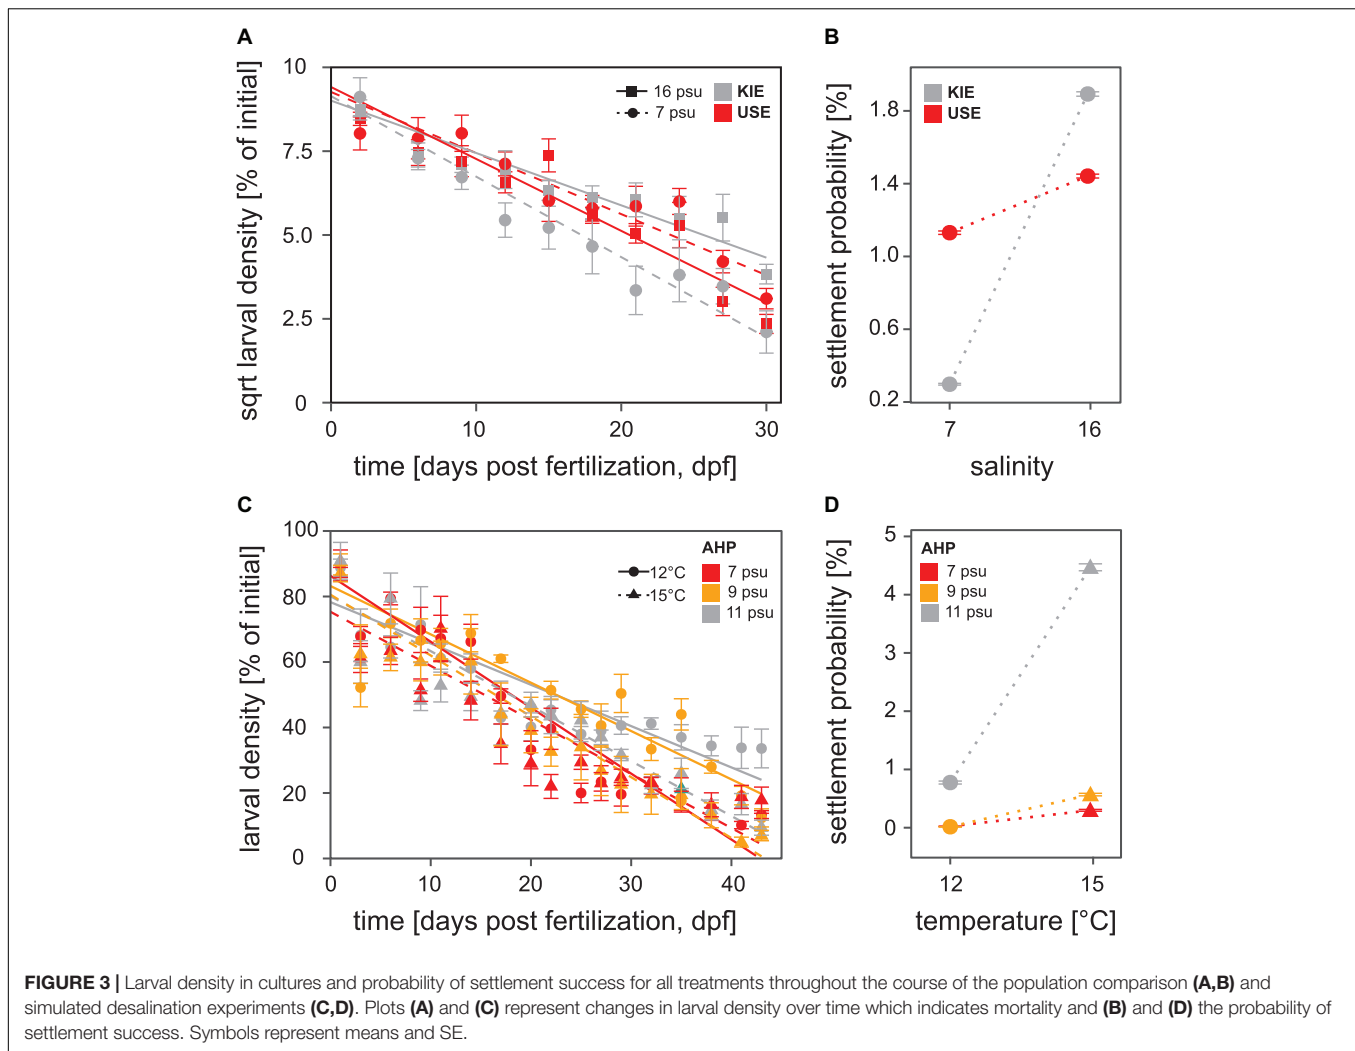 A
sqrt larval density [% of initial]
10
7.5
5.0
2.5
0
16 psu KIE
7 psu USE
0 10 20 30
time [days post fertilization, dpf]
B
settlement probability [%]
1.8
1.4
1.0
0.6
0.2
KIE
USE
7 16
salinity
C
larval density [% of initial]
100
80
60
40
20
0
AHP
12°C 7 psu
15°C 9 psu
11 psu
0 10 20 30 40
time [days post fertilization, dpf]
D
settlement probability [%]
5
4
3
2
1
0
AHP
7 psu
9 psu
11 psu
12 15
temperature [°C]
FIGURE 3 | Larval density in cultures and probability of settlement success for all treatments throughout the course of the population comparison (A,B) and
simulated desalination experiments (C,D). Plots (A) and (C) represent changes in larval density over time which indicates mortality and (B) and (D) the probability of
settlement success. Symbols represent means and SE.